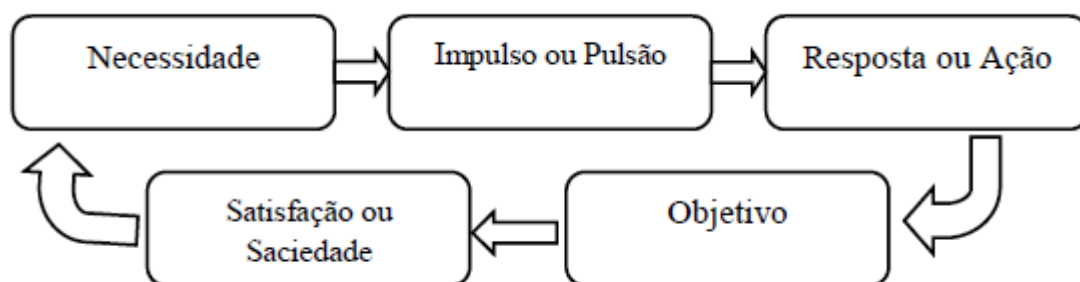 Necessidade
Impulso ou Pulsão
Resposta ou Ação
Satisfação ou
Saciedade
Objetivo